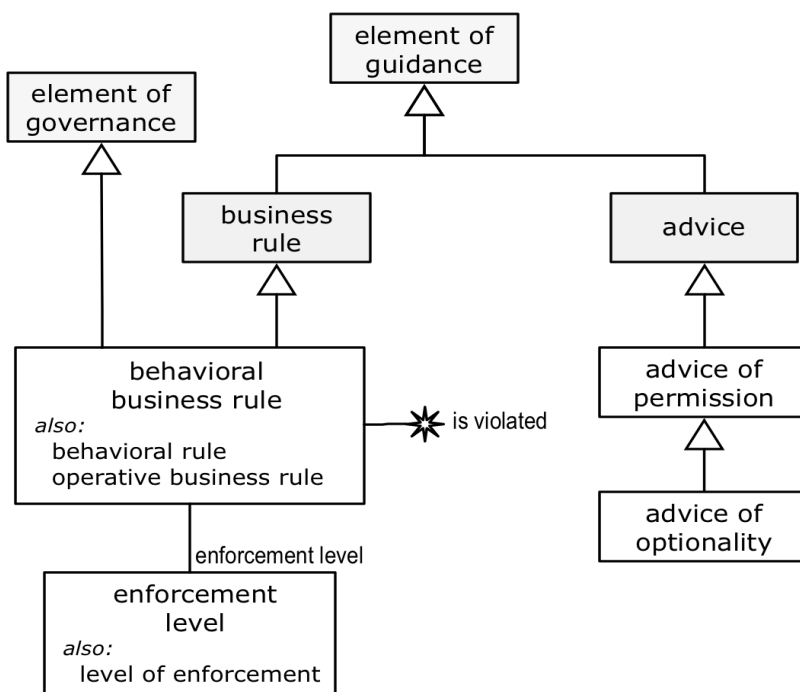 element of
guidance
element of
governance
business
rule
advice
behavioral
business rule
also:
behavioral rule
operative business rule
is violated
advice of
permission
advice of
optionality
enforcement level
enforcement
level
also:
level of enforcement